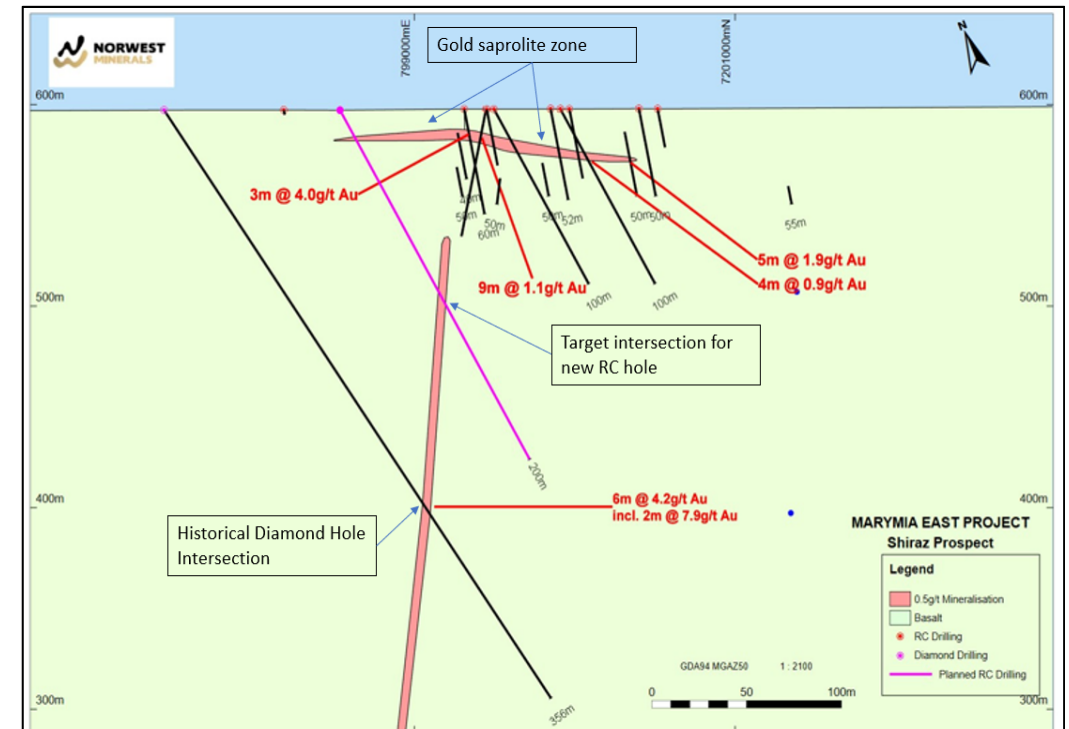 NORWEST
MINERALS
799000mE
Gold saprolite zone
7201000mN
N
600m
600m
3m @ 4.0g/t Au
50m
60m
52m
50m
50m
55m
5m @ 1.9g/t Au
4m @ 0.9g/t Au
9m @ 1.1g/t Au
100m
100m
500m
500m
Target intersection for
new RC hole
200m
400m
400m
6m @ 4.2g/t Au
incl. 2m @ 7.9g/t Au
Historical Diamond Hole
Intersection
MARYMIA EAST PROJECT
Shiraz Prospect
Legend
0.5g/t Mineralisation
Basalt
RC Drilling
Diamond Drilling
Planned RC Drilling
GDA94 MGAZ50 1 : 2100
0 50 100m
300m
300m
356m